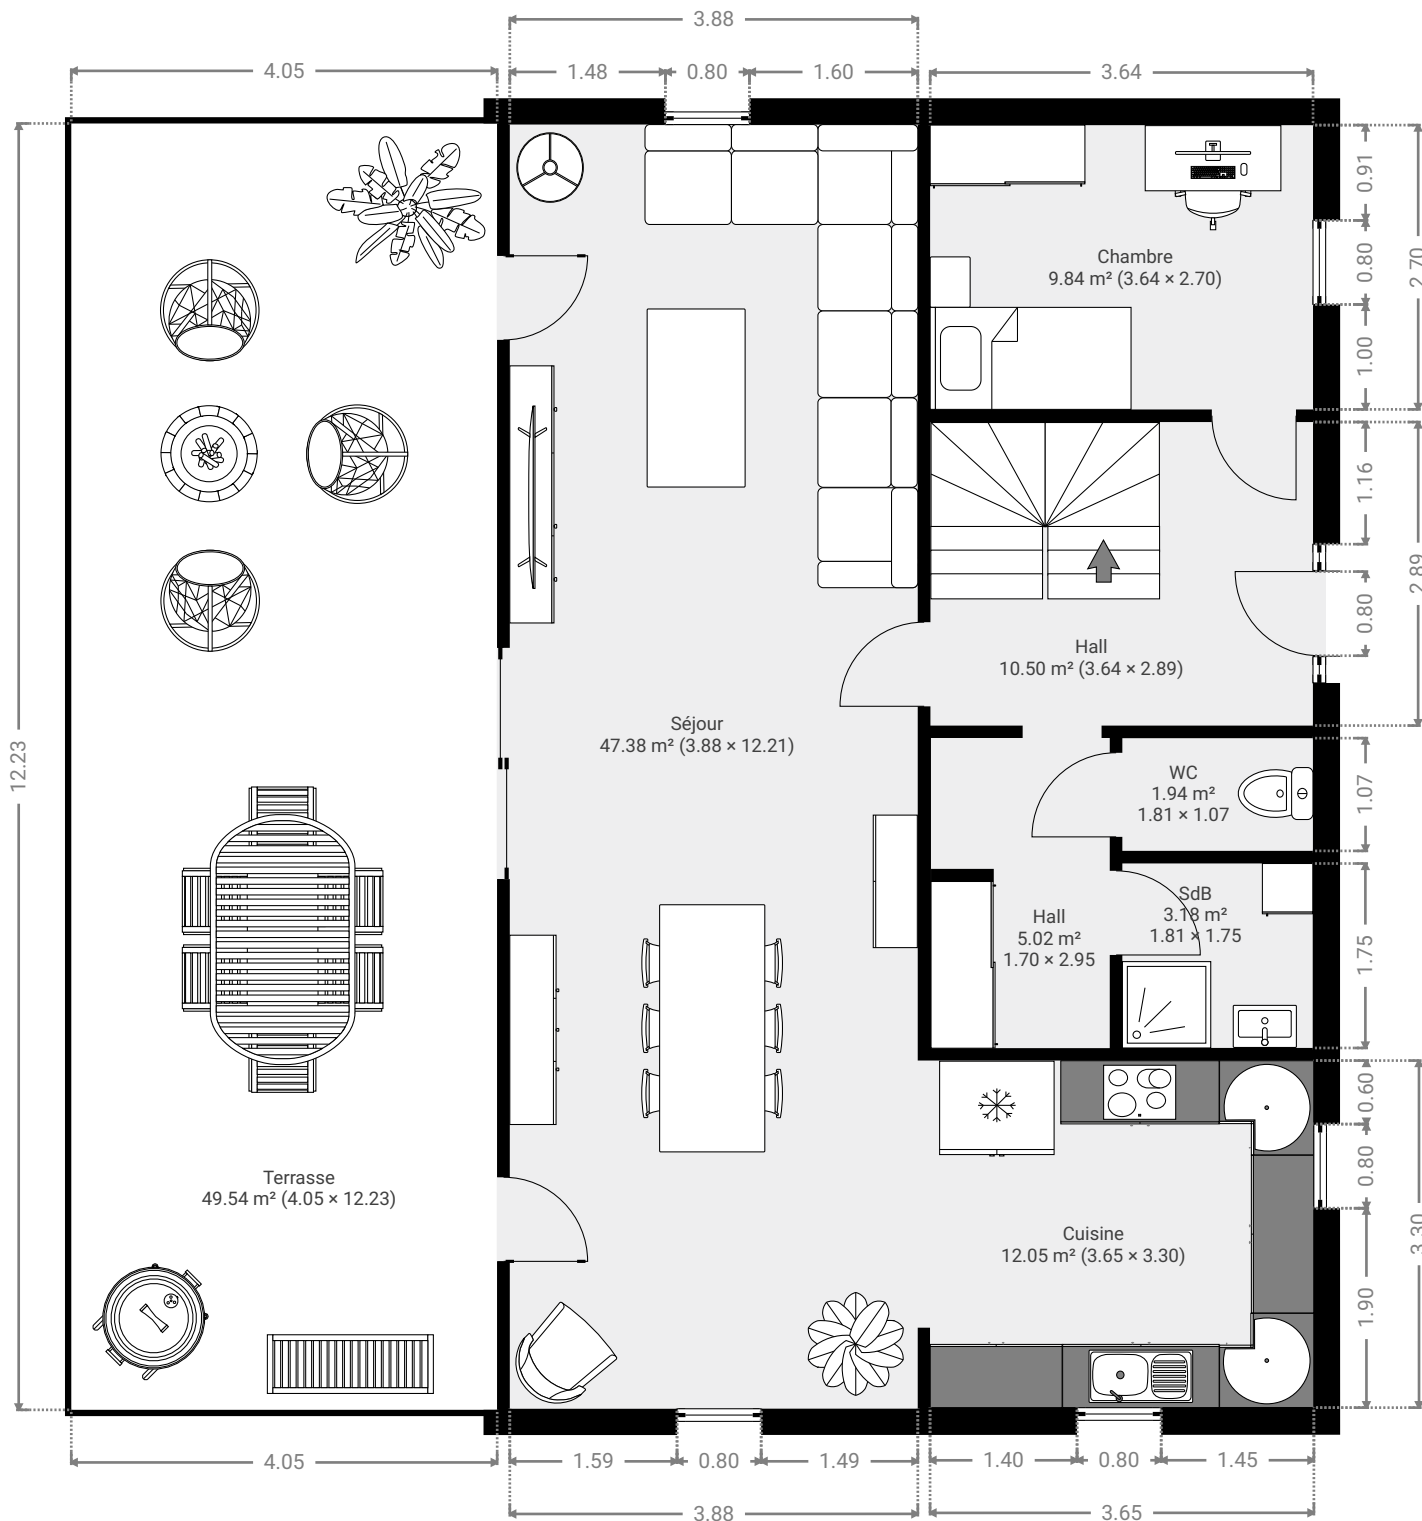 3.88
4.05
1.48
0.80
1.60
3.64
0.91
0.80
2.70
1.00
Chambre
9.84 m² (3.64 × 2.70)
1.16
2.89
0.80
Hall
10.50 m² (3.64 × 2.89)
Séjour
47.38 m² (3.88 × 12.21)
12.23
WC
1.94 m²
1.81 × 1.07
1.07
SdB
3.18 m²
1.81 × 1.75
Hall
5.02 m²
1.70 × 2.95
1.75
0.60
0.80
3.30
Terrasse
49.54 m² (4.05 × 12.23)
Cuisine
12.05 m² (3.65 × 3.30)
1.90
4.05
1.59
0.80
1.49
1.40
0.80
1.45
3.88
3.65